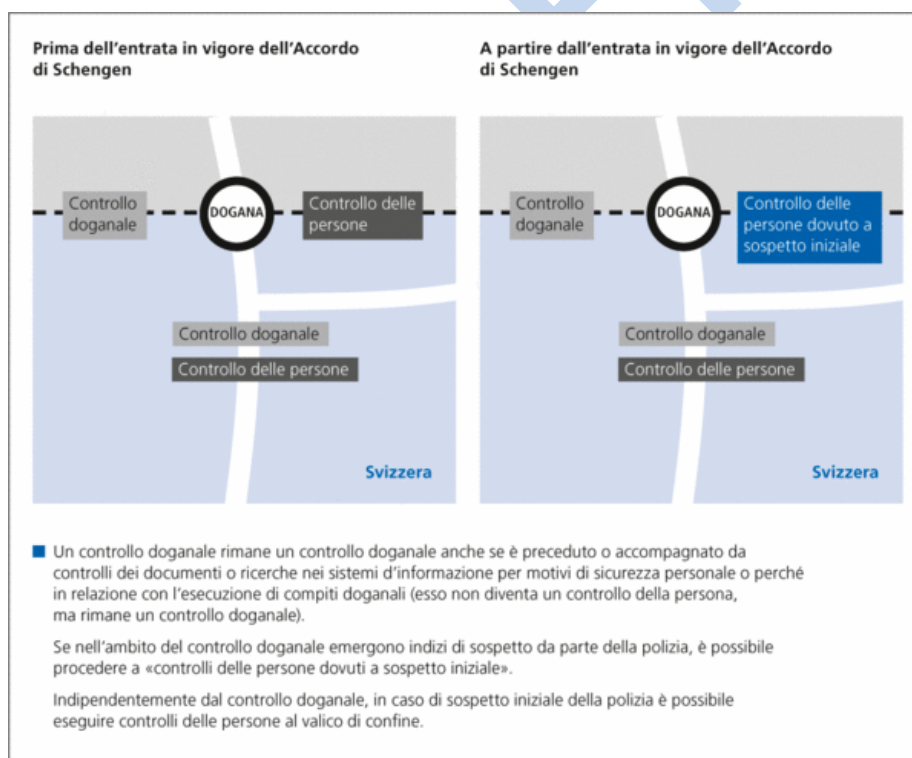 Prima dell'entrata in vigore dell'Accordo
di Schengen
Controllo
doganale
DOGANA
Controllo delle
persone
Controllo doganale
Controllo delle persone
Svizzera
A partire dall'entrata in vigore dell'Accordo
di Schengen
Controllo
doganale
DOGANA
Controllo delle
persone dovuto a
sospetto iniziale
Controllo doganale
Controllo delle persone
Svizzera
Un controllo doganale rimane un controllo doganale anche se è preceduto o accompagnato da
controlli dei documenti o ricerche nei sistemi d'informazione per motivi di sicurezza personale o perché
in relazione con l'esecuzione di compiti doganali (esso non diventa un controllo della persona,
ma rimane un controllo doganale).
Se nell'ambito del controllo doganale emergono indizi di sospetto da parte della polizia, è possibile
procedere a «controlli delle persone dovuti a sospetto iniziale».
Indipendentemente dal controllo doganale, in caso di sospetto iniziale della polizia è possibile
eseguire controlli delle persone al valico di confine.